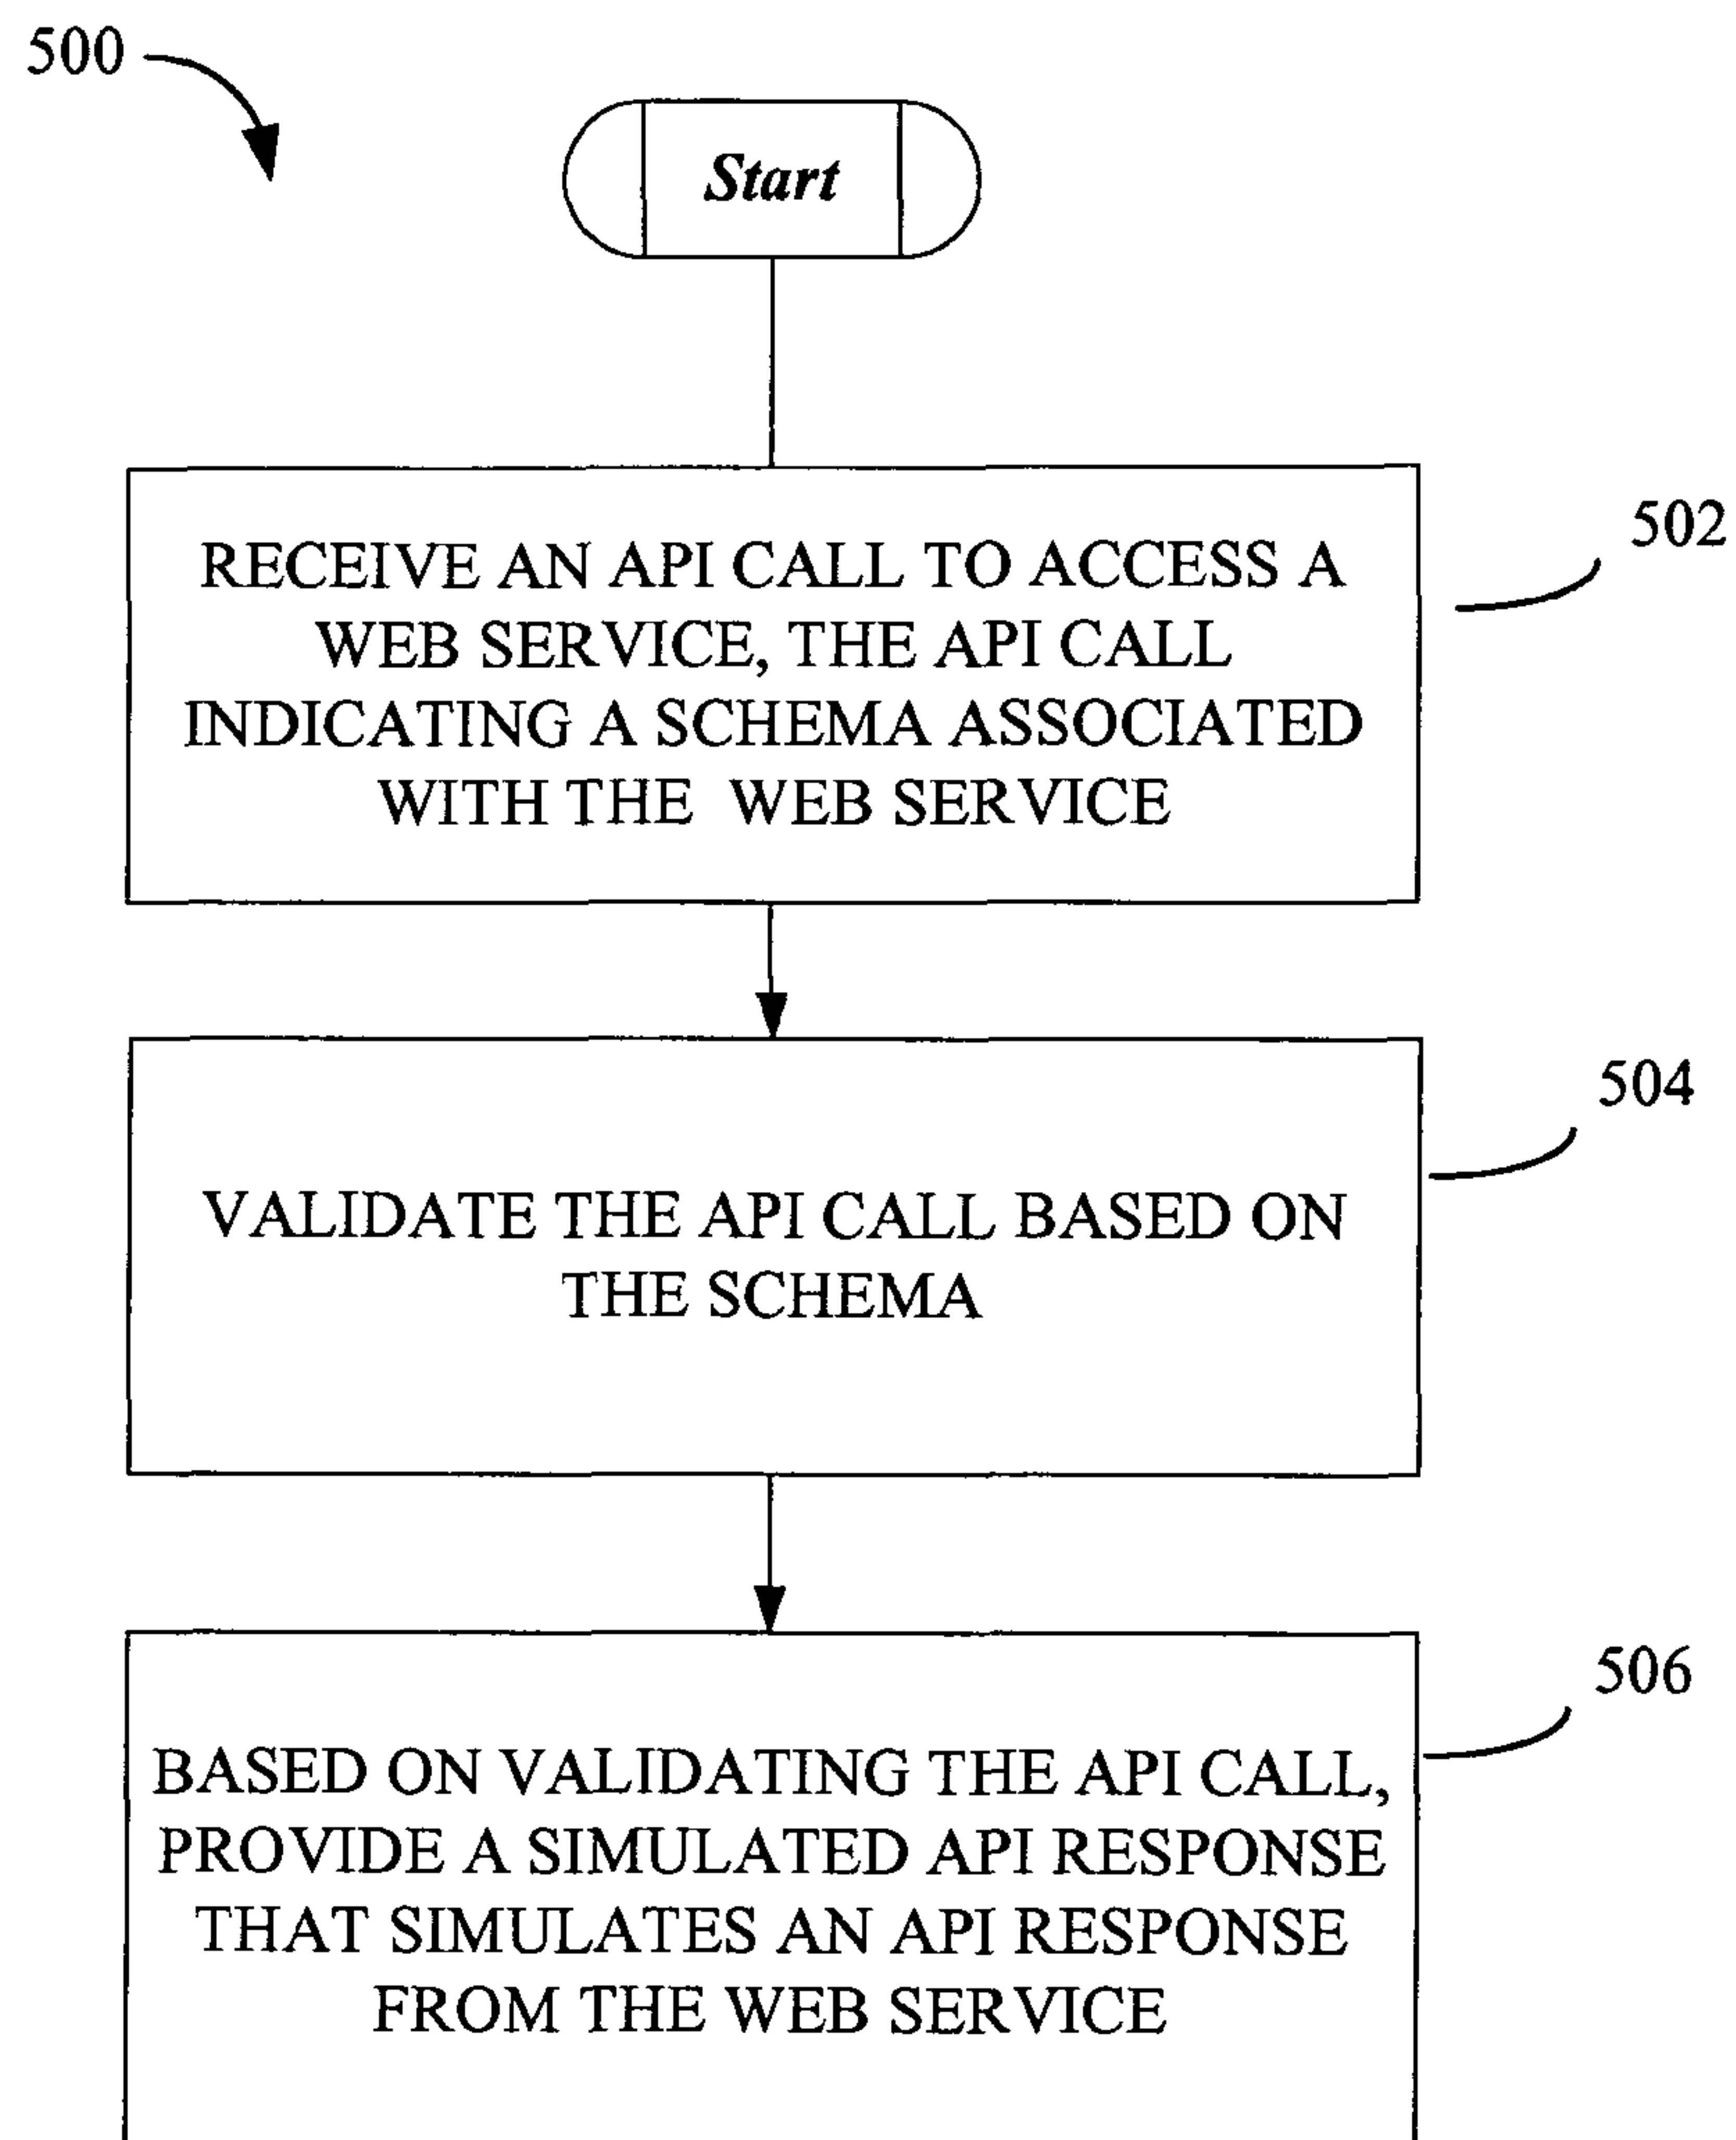 500
Start
502
RECEIVE AN API CALL TO ACCESS A
WEB SERVICE, THE API CALL
INDICATING A SCHEMA ASSOCIATED
WITH THE WEB SERVICE
504
VALIDATE THE API CALL BASED ON
THE SCHEMA
506
BASED ON VALIDATING THE API CALL,
PROVIDE A SIMULATED API RESPONSE
THAT SIMULATES AN API RESPONSE
FROM THE WEB SERVICE